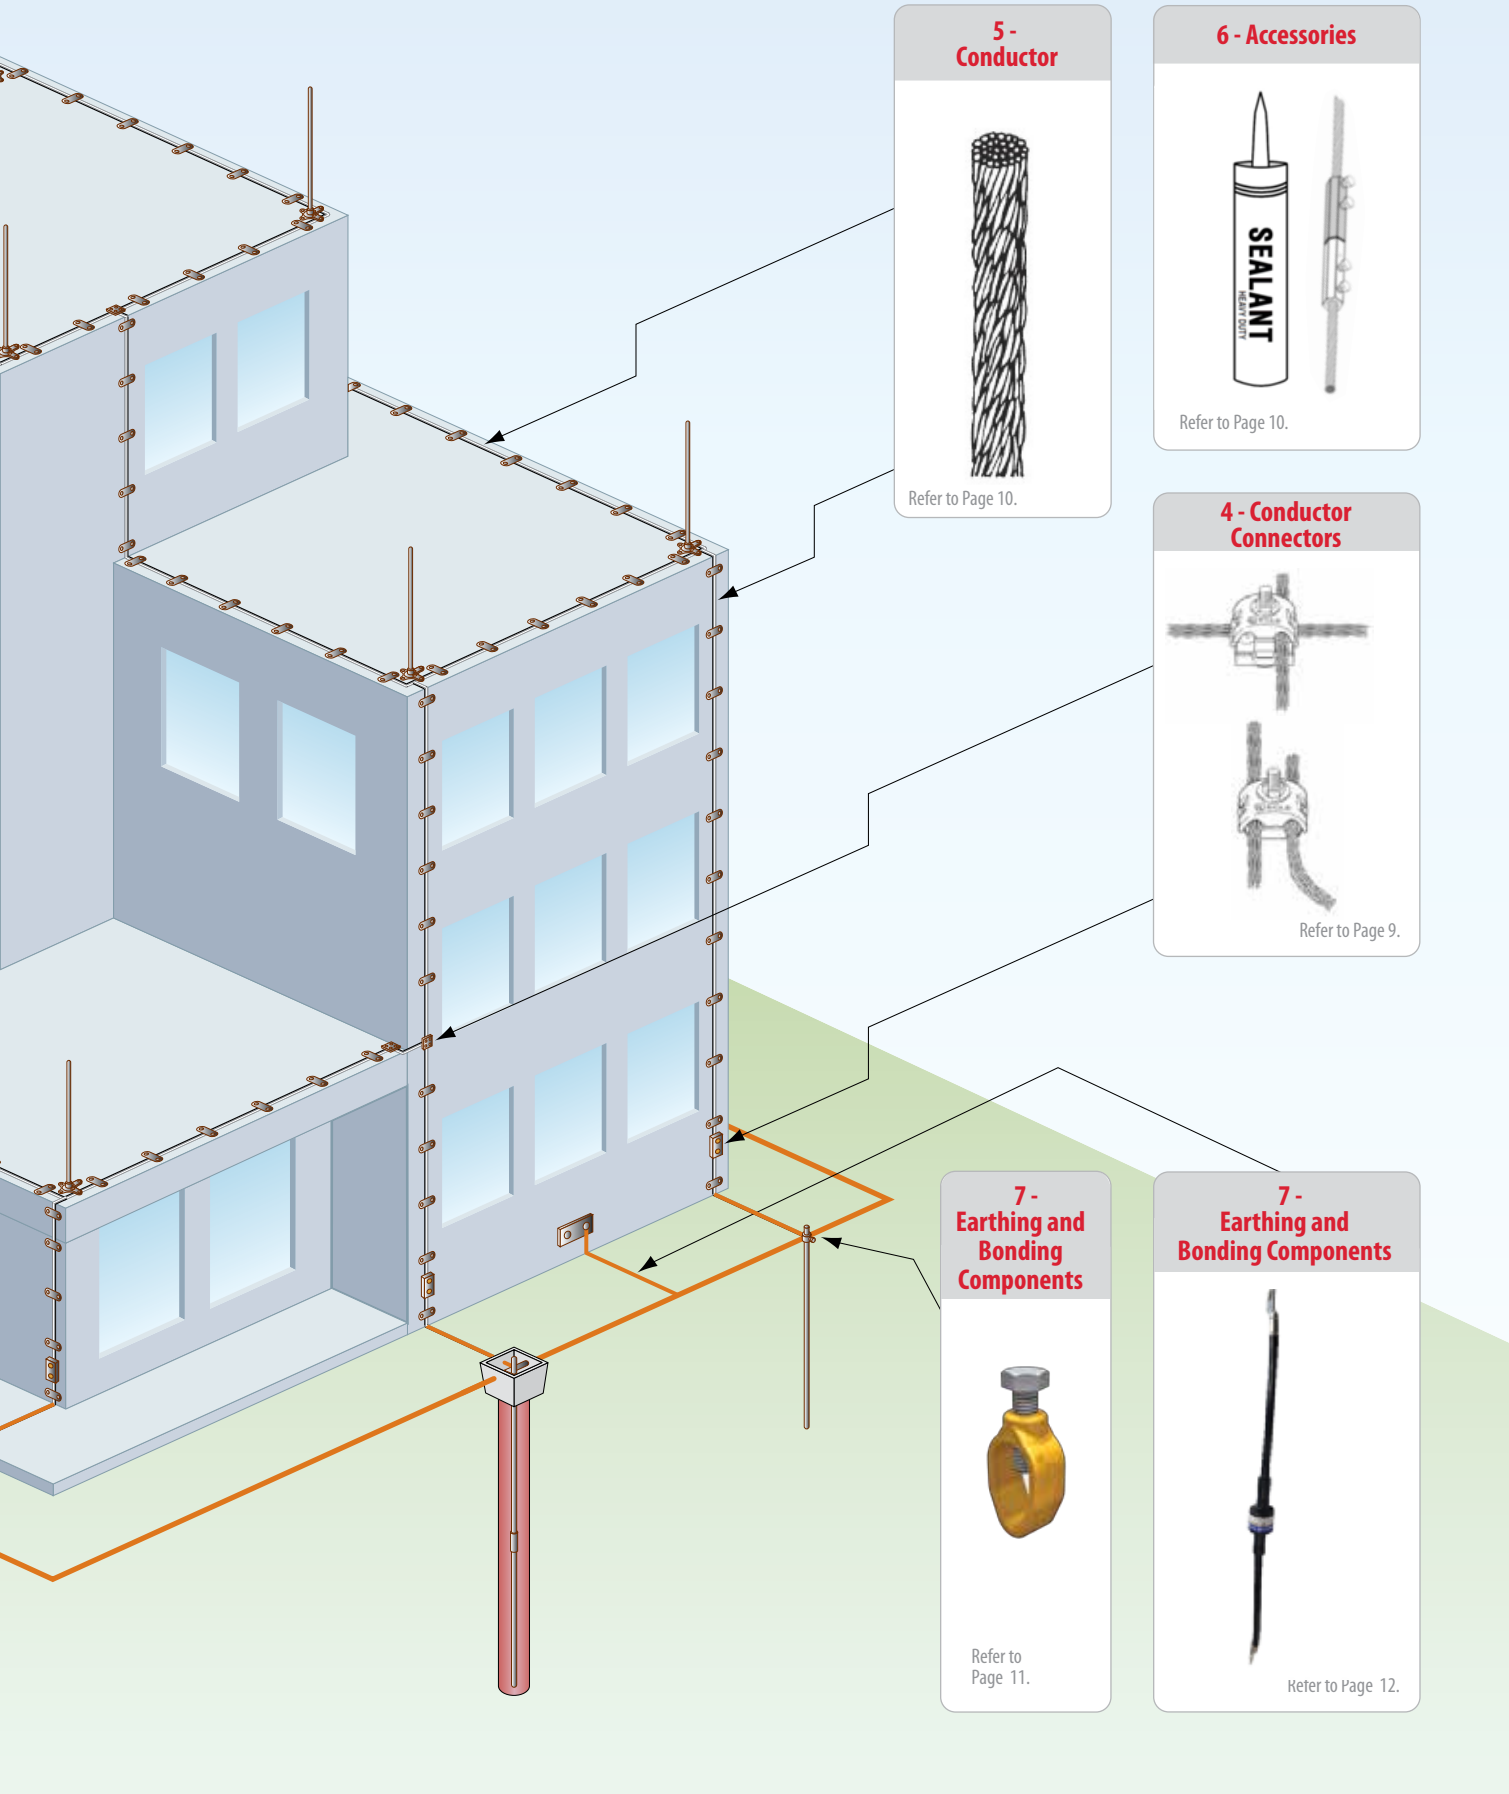 5 -
Conductor
Refer to Page 10.
6 - Accessories
SEALANT
HEAVY DUTY
Refer to Page 10.
4 - Conductor
Connectors
Refer to Page 9.
7 -
Earthing and
Bonding
Components
Refer to
Page 11.
7 -
Earthing and
Bonding Components
Refer to Page 12.